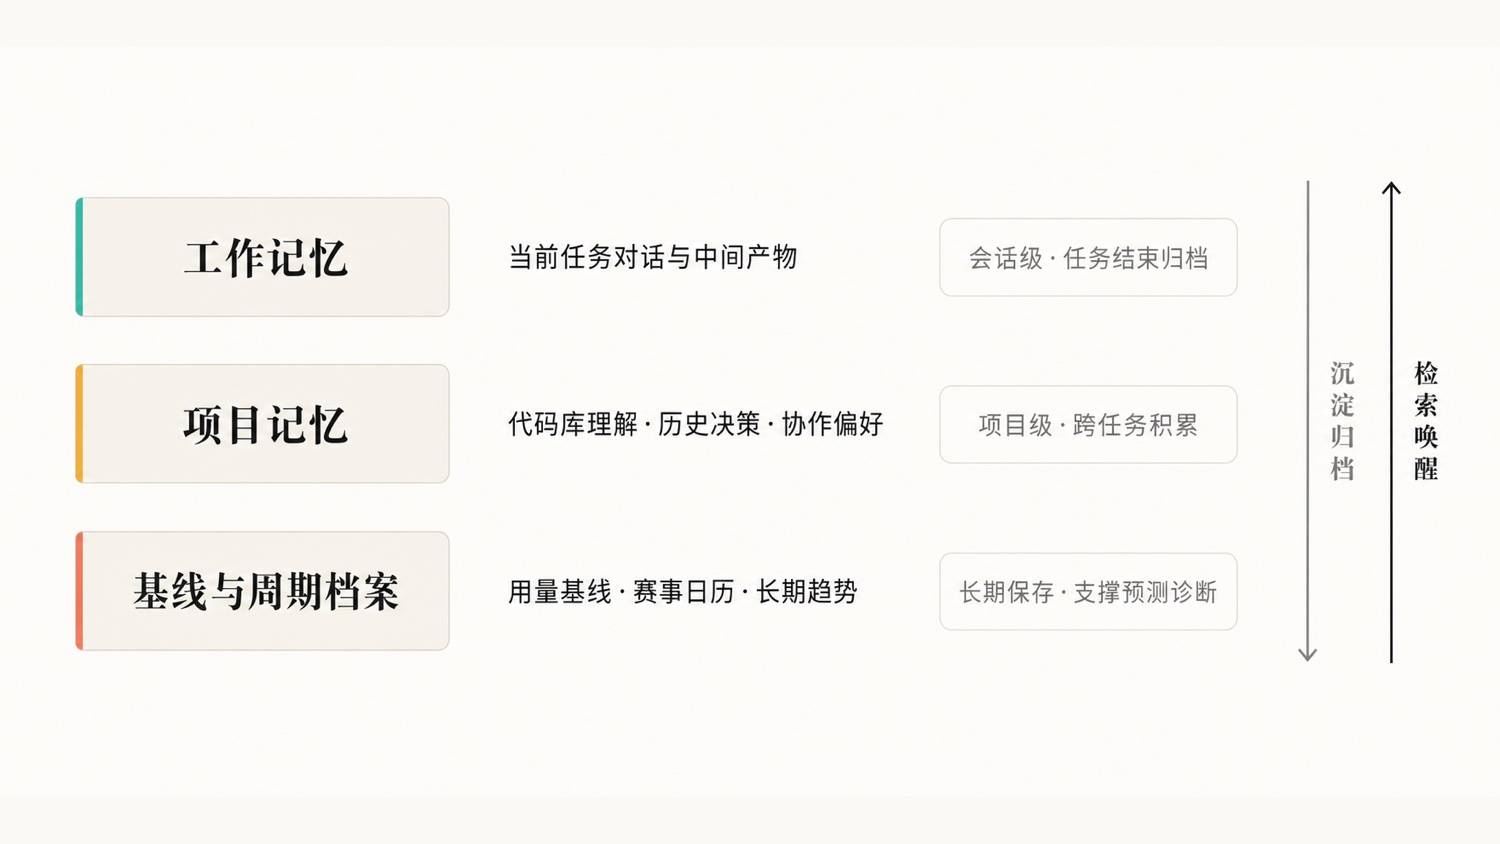 工作记忆
当前任务对话与中间产物
会话级 · 任务结束归档
项目记忆
代码库理解 · 历史决策 · 协作偏好
项目级 · 跨任务积累
基线与周期档案
用量基线 · 赛事日历 · 长期趋势
长期保存 · 支撑预测诊断
沉淀归档
检索唤醒